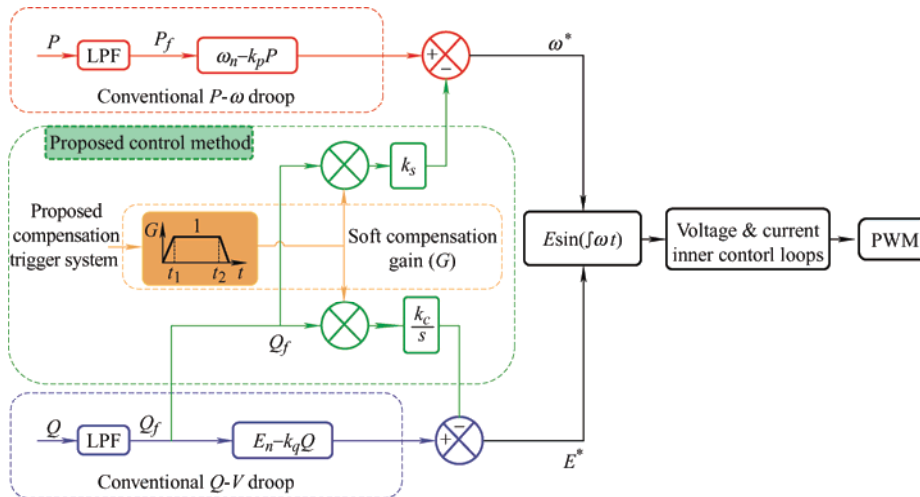 P
LPF
P_f
ω_n–k_pP
+
−
ω*
Conventional P-ω droop
Proposed control method
k_s
Proposed
compensation
trigger system
G
1
t_1
t_2
t
Soft compensation
gain (G)
Esin(∫ωt)
Voltage & current
inner contorl loops
PWM
Q_f
k_c
s
Q
LPF
Q_f
E_n–k_qQ
+
−
E*
Conventional Q-V droop